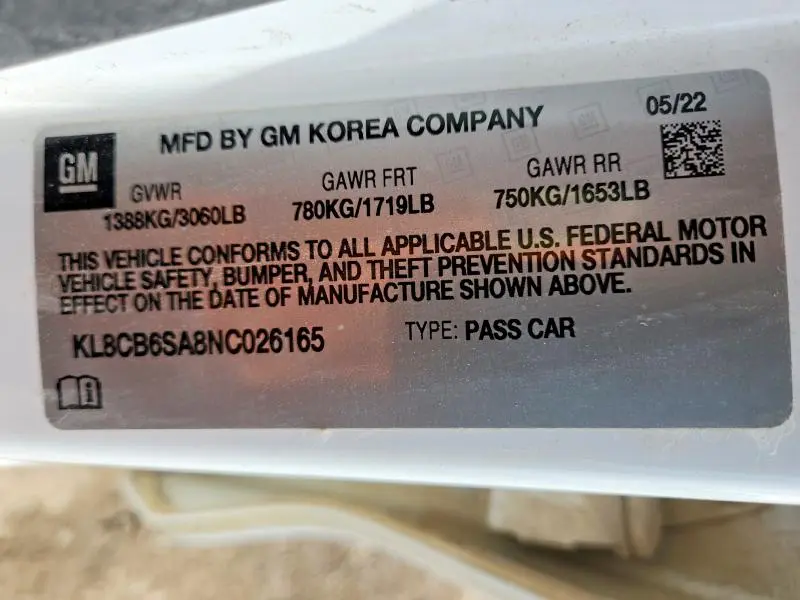 MFD BY GM KOREA COMPANY
05/22
GM
GVWR
1388KG/3060LB
GAWR FRT
780KG/1719LB
GAWR RR
750KG/1653LB
THIS VEHICLE CONFORMS TO ALL APPLICABLE U.S. FEDERAL MOTOR
VEHICLE SAFETY, BUMPER, AND THEFT PREVENTION STANDARDS IN
EFFECT ON THE DATE OF MANUFACTURE SHOWN ABOVE.
KL8CB6SA8NC026165
TYPE: PASS CAR